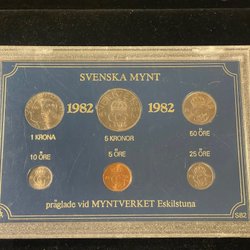 SVENSKA MYNT
1982 1982
1 KRONA 5 KRONOR 50 ÖRE
10 ÖRE 5 ÖRE 25 ÖRE
präglade vid MYNTVERKET Eskilstuna
S82